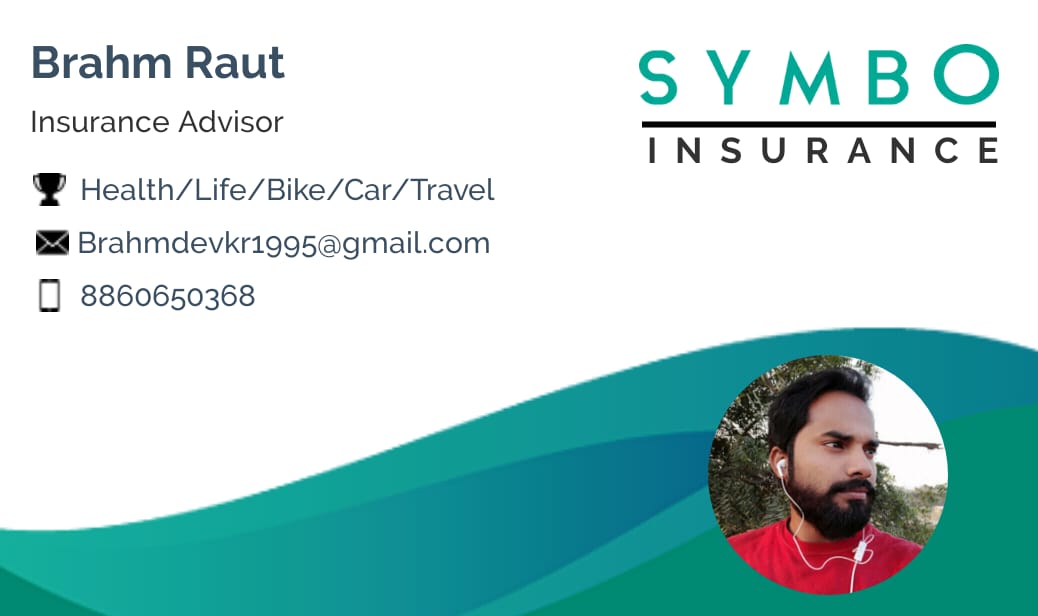 Brahm Raut
Insurance Advisor
Health/Life/Bike/Car/Travel
Brahmdevkr1995@gmail.com
8860650368
SYMBO
INSURANCE